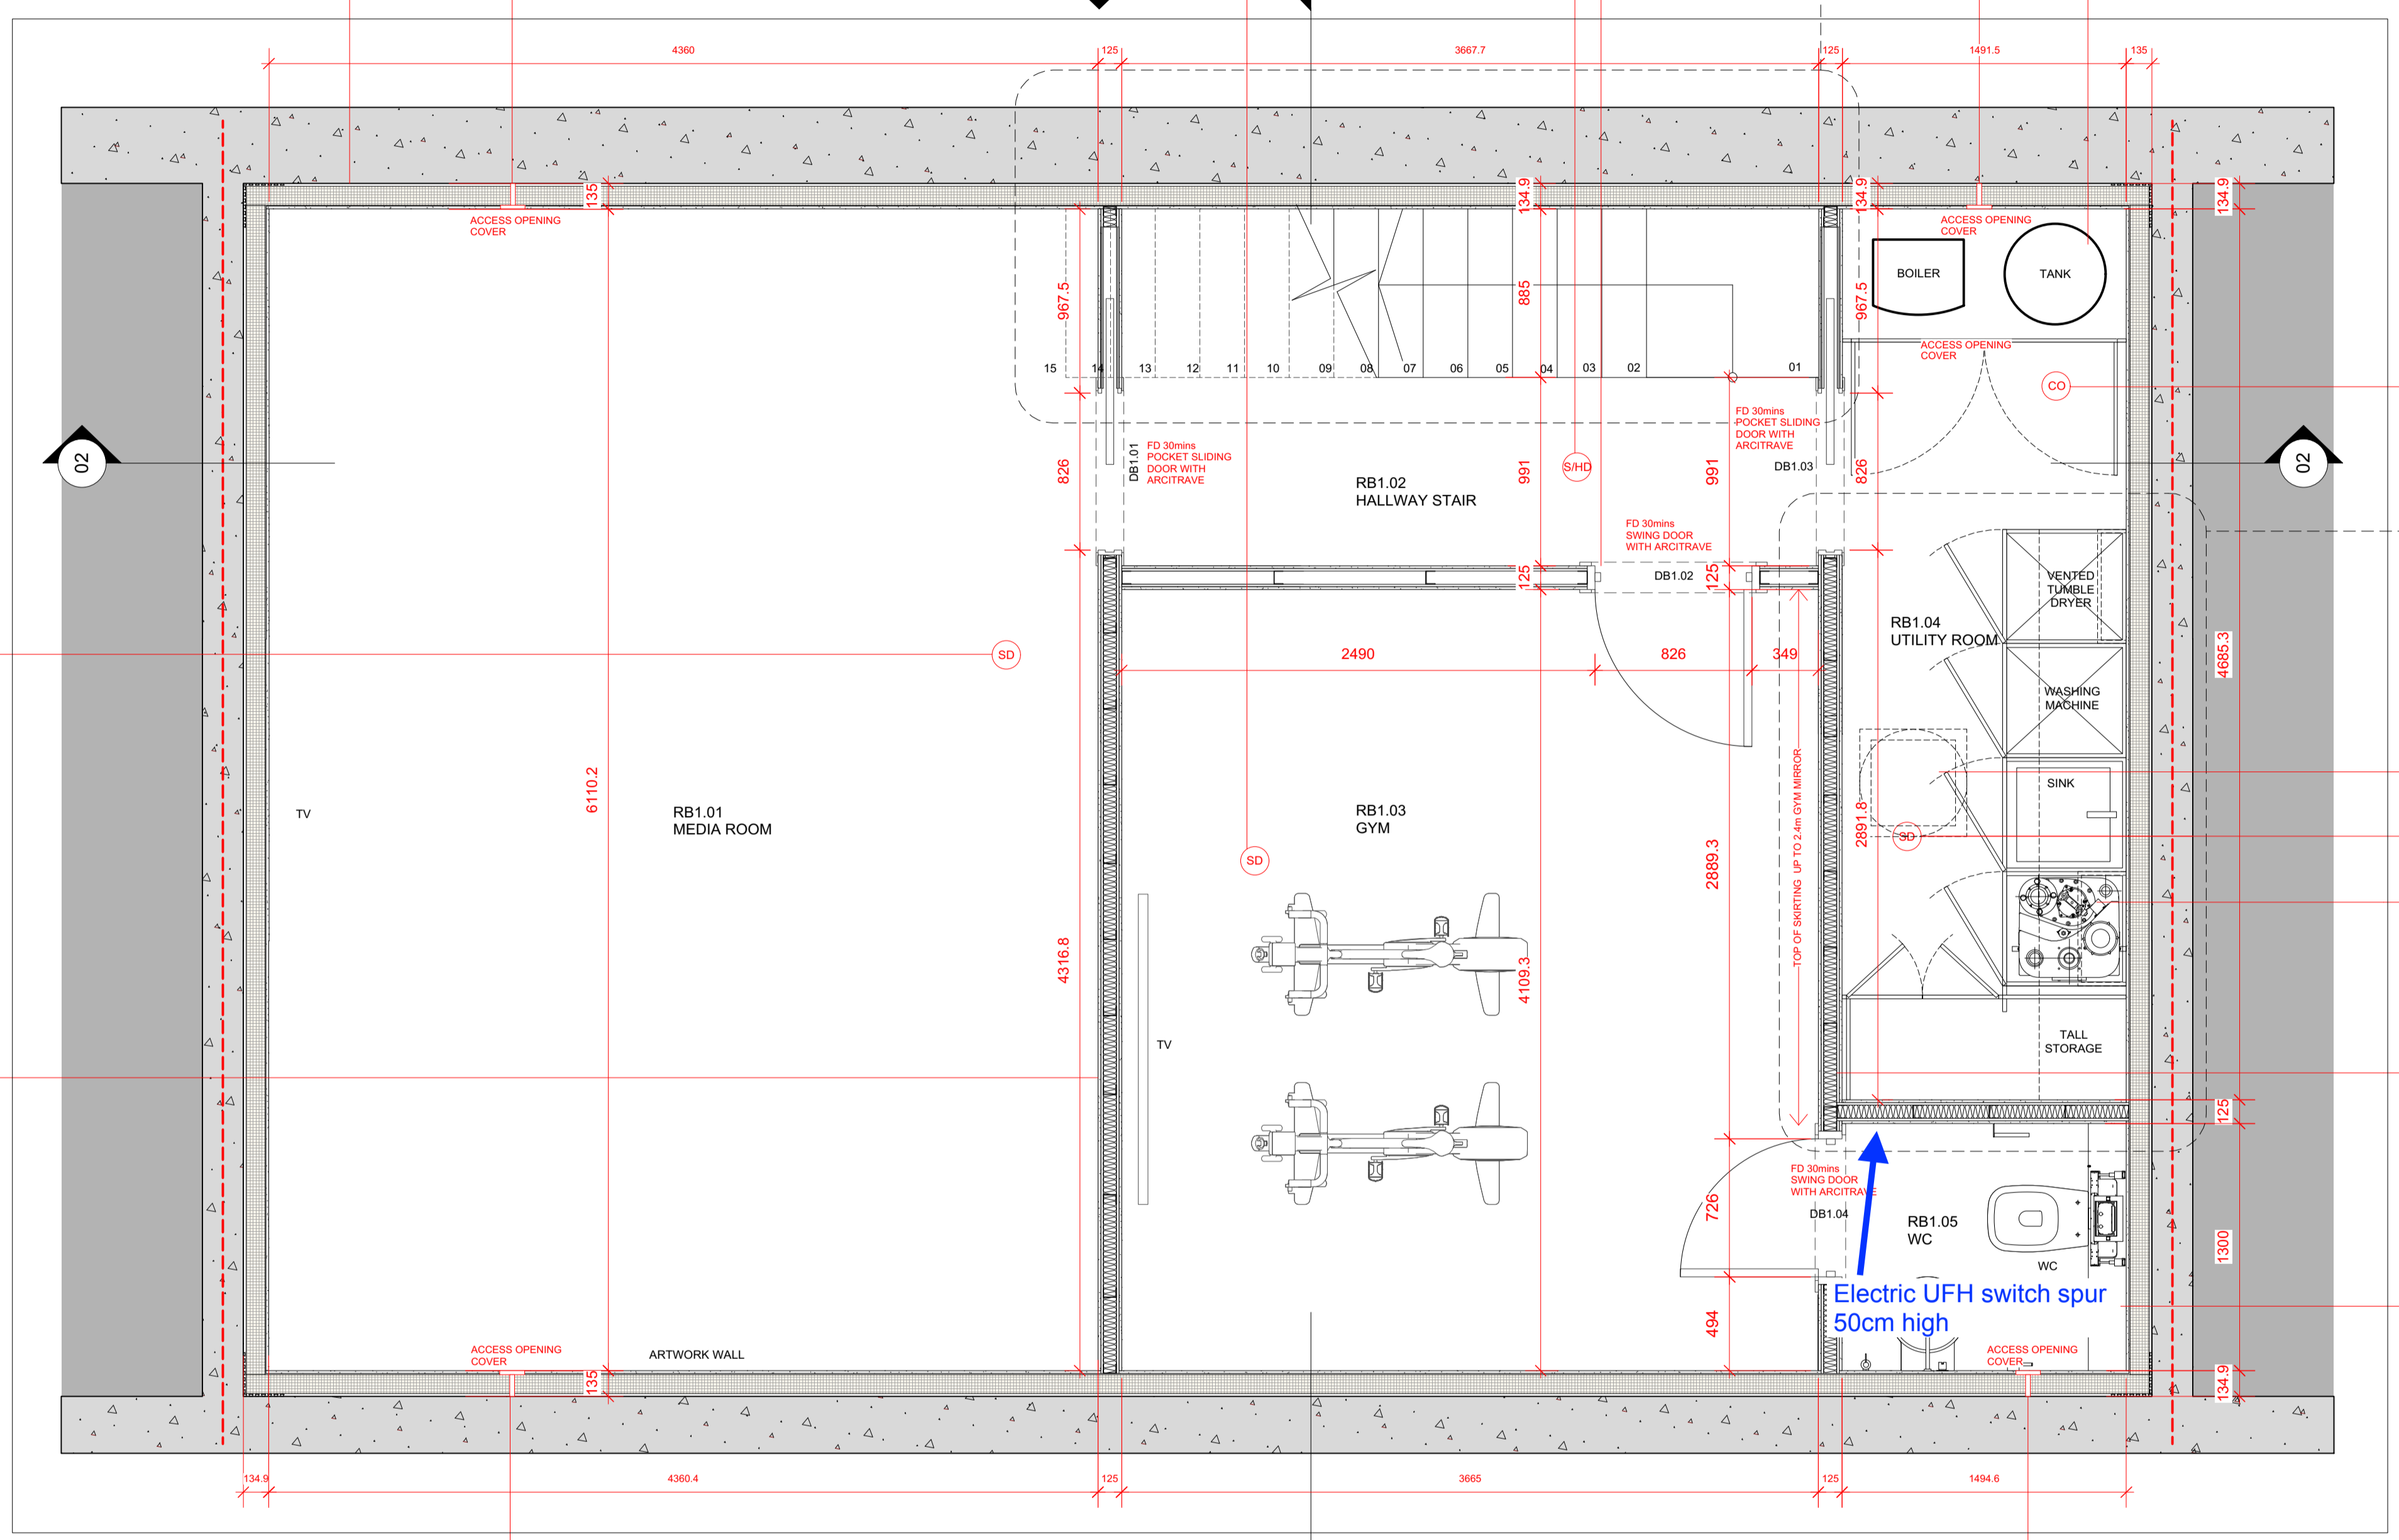 4360
125
3667.7
125
1491.5
135
135
134.9
134.9
134.9
ACCESS OPENING
COVER
ACCESS OPENING
COVER
BOILER
TANK
967.5
885
967.5
ACCESS OPENING
COVER
15
14
13
12
11
10
09
08
07
06
05
04
03
02
01
CO
02
826
DB1.01
FD 30mins
POCKET SLIDING
DOOR WITH
ARCITRAVE
RB1.02
HALLWAY STAIR
991
S/HD
991
FD 30mins
POCKET SLIDING
DOOR WITH
ARCITRAVE
DB1.03
826
02
FD 30mins
SWING DOOR
WITH ARCITRAVE
125
DB1.02
125
VENTED
TUMBLE
DRYER
RB1.04
UTILITY ROOM
SD
2490
826
349
4685.3
WASHING
MACHINE
TV
6110.2
RB1.01
MEDIA ROOM
RB1.03
GYM
SD
2889.3
TOP OF SKIRTING UP TO 2.4m GYM MIRROR
2891.8
SD
SINK
4316.8
4109.3
TV
TALL
STORAGE
125
FD 30mins
SWING DOOR
WITH ARCITRAVE
726
DB1.04
RB1.05
WC
WC
1300
Electric UFH switch spur
50cm high
494
ACCESS OPENING
COVER
ARTWORK WALL
ACCESS OPENING
COVER
135
134.9
134.9
4360.4
125
3665
125
1494.6